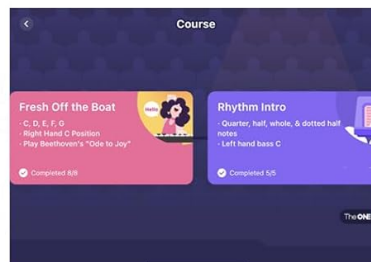 Course
Fresh Off the Boat
· C, D, E, F, G
· Right Hand C Position
· Play Beethoven's "Ode to Joy"
Completed 8/8
Hello
Rhythm Intro
· Quarter, half, whole, & dotted half
notes
· Left hand bass C
Completed 5/5
The ONE